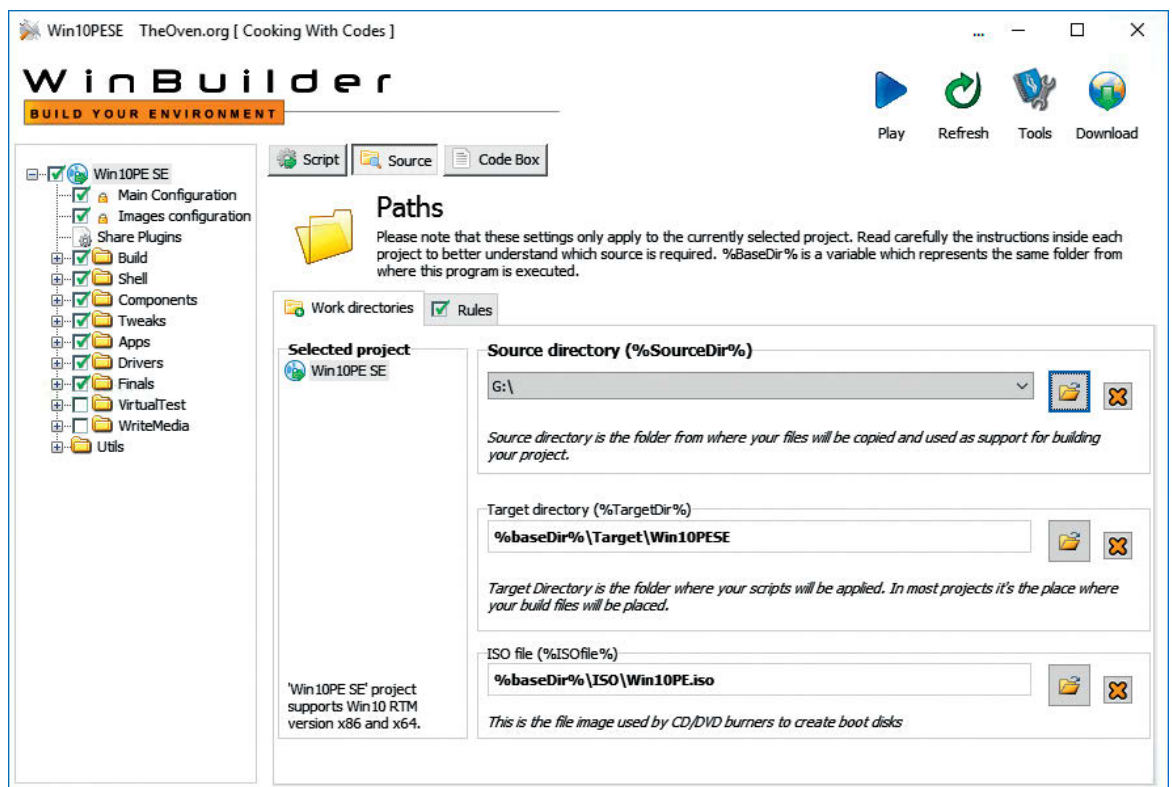 Win10PESE TheOven.org [ Cooking With Codes ]
...
WinBuilder
BUILD YOUR ENVIRONMENT
Play
Refresh
Tools
Download
Script
Source
Code Box
Win10PE SE
Main Configuration
Images configuration
Share Plugins
Build
Shell
Components
Tweaks
Apps
Drivers
Finals
VirtualTest
WriteMedia
Utils
Paths
Please note that these settings only apply to the currently selected project. Read carefully the instructions inside each
project to better understand which source is required. %BaseDir% is a variable which represents the same folder from
where this program is executed.
Work directories
Rules
Selected project
Win10PE SE
'Win10PE SE' project
supports Win10 RTM
version x86 and x64.
Source directory (%SourceDir%)
G:\
Source directory is the folder from where your files will be copied and used as support for building
your project.
Target directory (%TargetDir%)
%baseDir%\Target\Win10PESE
Target Directory is the folder where your scripts will be applied. In most projects it's the place where
your build files will be placed.
ISO file (%ISOfile%)
%baseDir%\ISO\Win10PE.iso
This is the file image used by CD/DVD burners to create boot disks